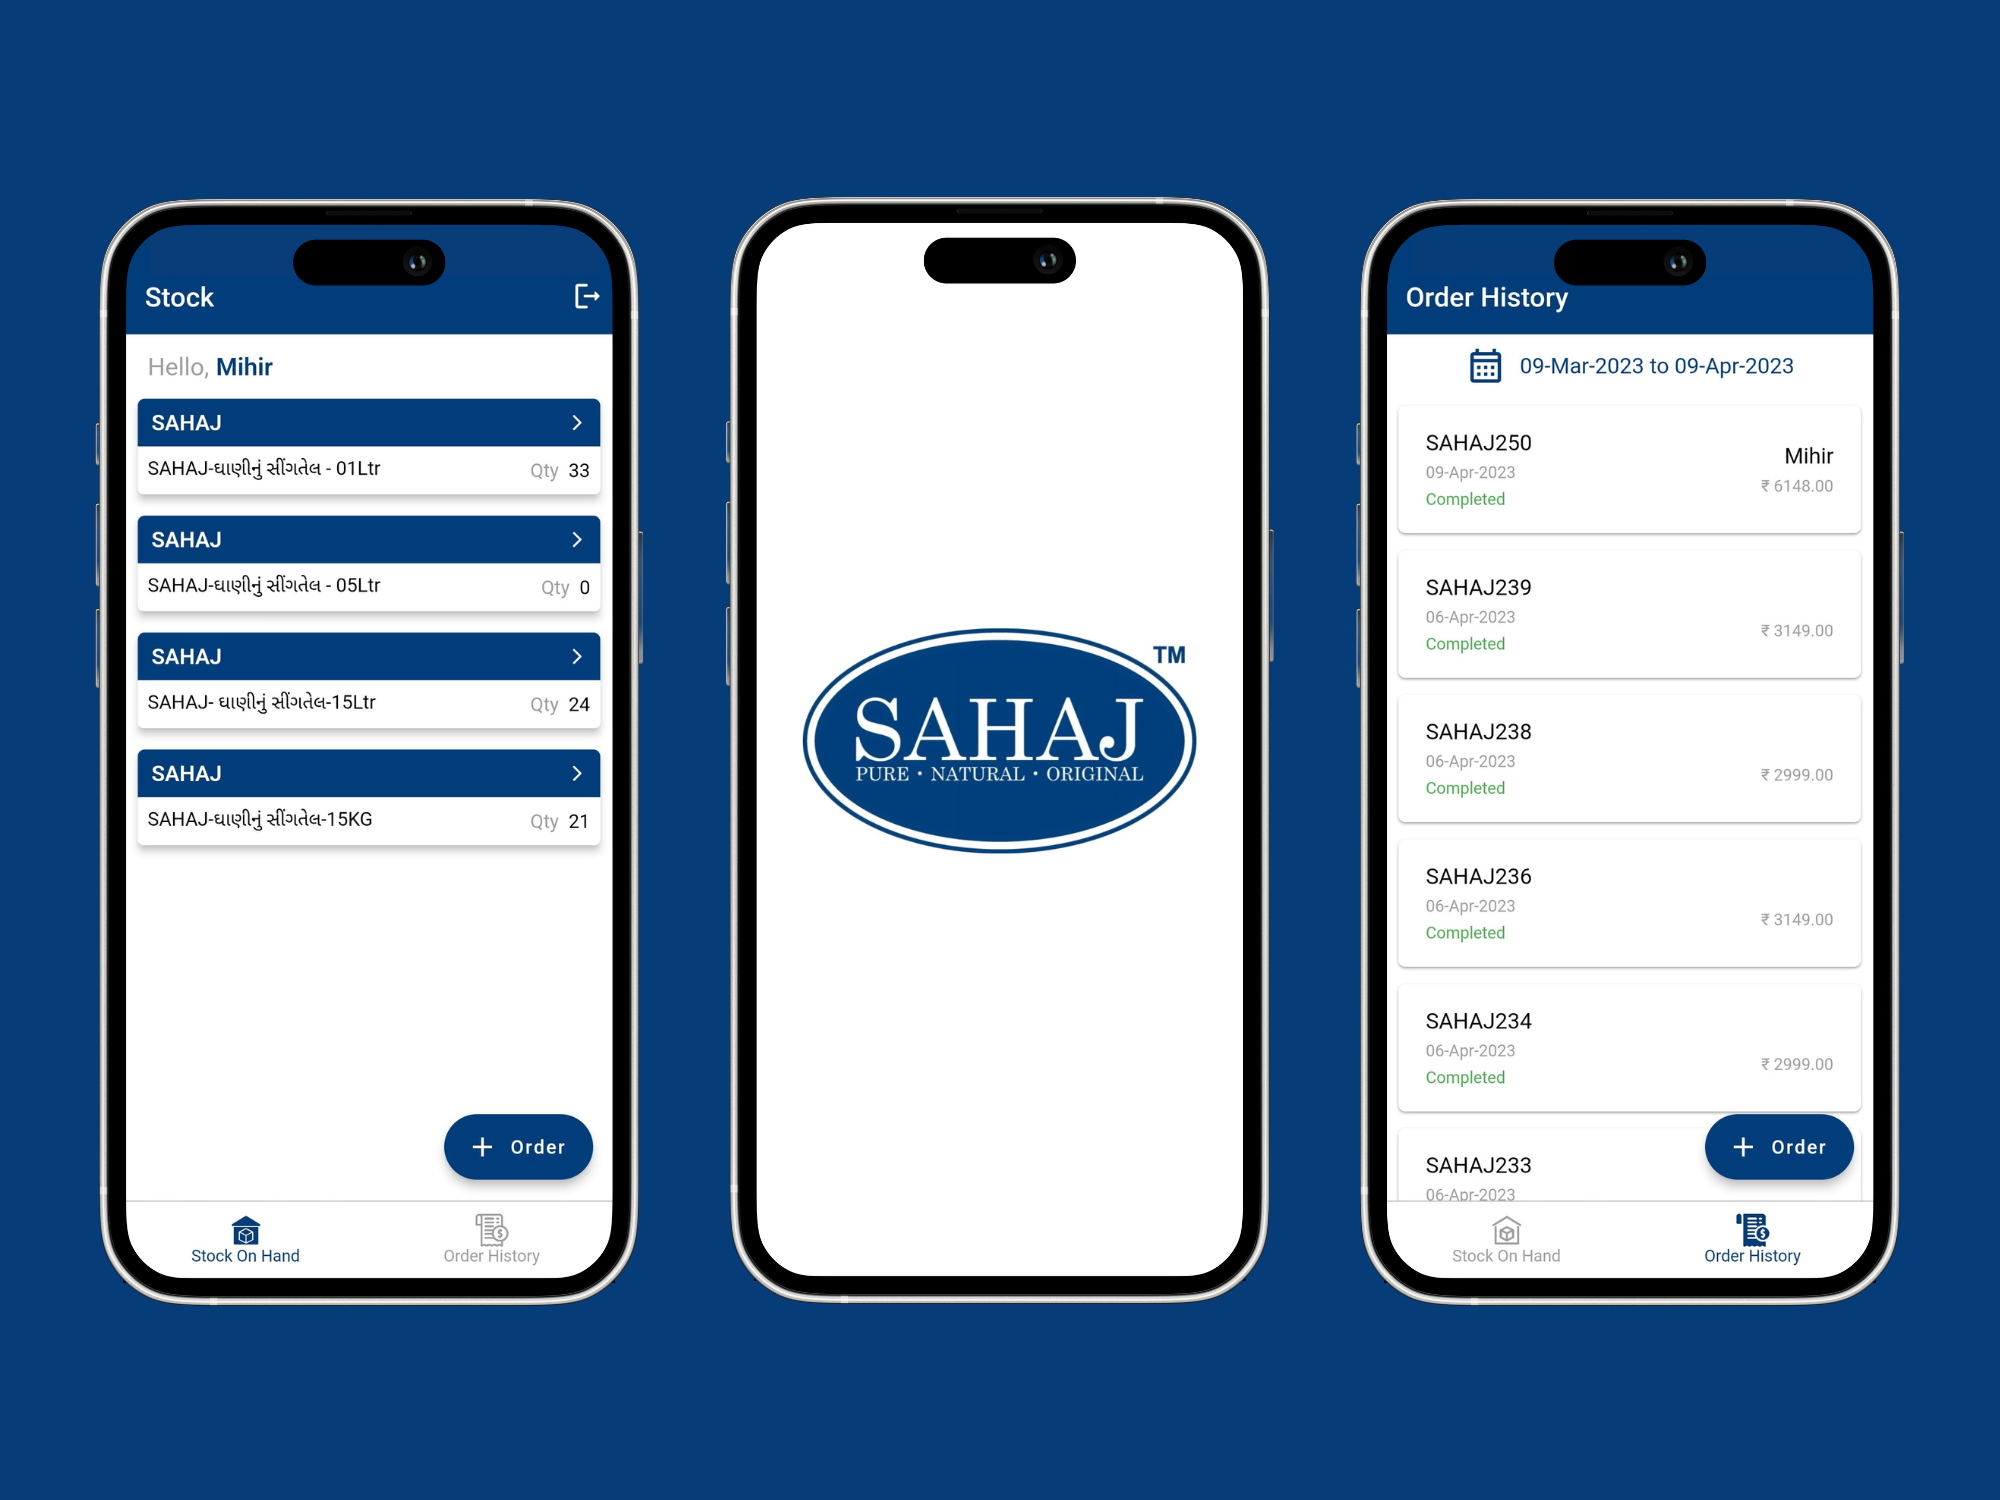 Stock
Hello, Mihir
SAHAJ
SAHAJ-ઘાણીનું સીંગતેલ - 01Ltr Qty 33
SAHAJ
SAHAJ-ઘાણીનું સીંગતેલ - 05Ltr Qty 0
SAHAJ
SAHAJ- ઘાણીનું સીંગતેલ-15Ltr Qty 24
SAHAJ
SAHAJ-ઘાણીનું સીંગતેલ-15KG Qty 21
+ Order
Stock On Hand Order History
TM
SAHAJ
PURE · NATURAL · ORIGINAL
Order History
09-Mar-2023 to 09-Apr-2023
SAHAJ250
Mihir
09-Apr-2023
₹ 6148.00
Completed
SAHAJ239
06-Apr-2023
₹ 3149.00
Completed
SAHAJ238
06-Apr-2023
₹ 2999.00
Completed
SAHAJ236
06-Apr-2023
₹ 3149.00
Completed
SAHAJ234
06-Apr-2023
₹ 2999.00
Completed
+ Order
SAHAJ233
06-Apr-2023
Stock On Hand Order History